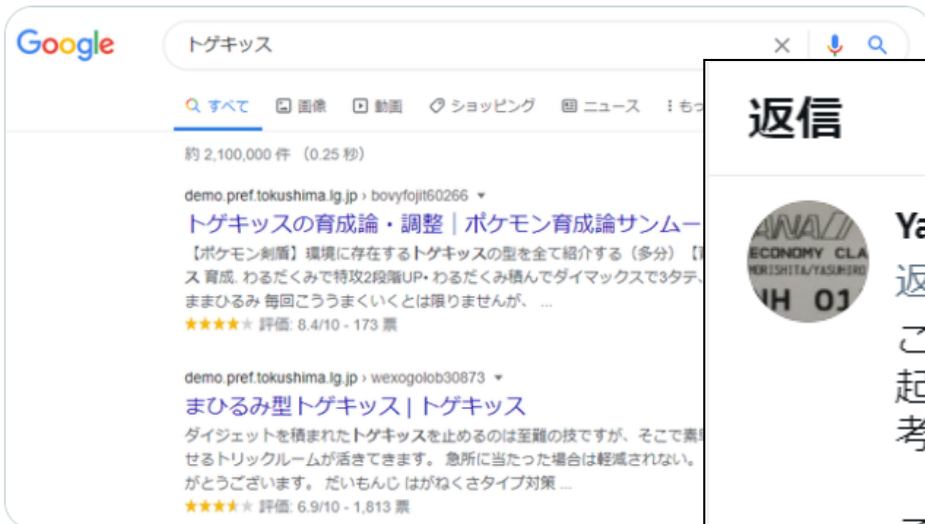 Google
トゲキッス
すべて
画像
動画
ショッピング
ニュース
もっ
約 2,100,000 件 (0.25 秒)
demo.pref.tokushima.lg.jp › bovyfojit60266
トゲキッスの育成論・調整｜ポケモン育成論サンムー
【ポケモン剣盾】環境に存在するトゲキッスの型を全て紹介する（多分）【
ス 育成. わるだくみで特攻2段階UP・わるだくみ積んでダイマックスで3タテ、
ままひるみ 毎回こううまくいくとは限りませんが、 ...
★★★★★ 評価: 8.4/10 - 173 票
demo.pref.tokushima.lg.jp › wexogolob30873
まひるみ型トゲキッス | トゲキッス
ダイジェットを積まれたトゲキッスを止めるのは至難の技ですが、そこで素
せるトリックルームが活きてきます。 急所に当たった場合は軽減されない。
がとうございます。 だいもんじ はがねくさタイプ対策 ...
★★★★★ 評価: 6.9/10 - 1,813 票
返信
ANA
ECONOMY CLA
MORISHITA/YASUHIRO
NH 01
Ya
返
こ
起
考